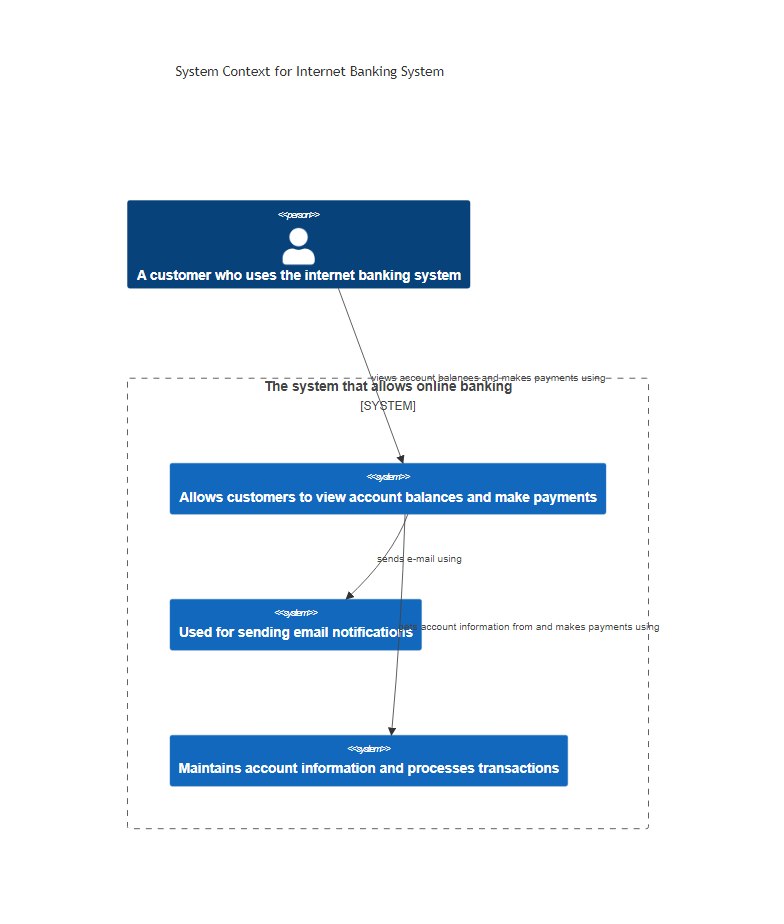 System Context for Internet Banking System
<<person>>
A customer who uses the internet banking system
views account balances and makes payments using
The system that allows online banking
[SYSTEM]
<<system>>
Allows customers to view account balances and make payments
sends e-mail using
<<system>>
Used for sending email notifications
account information from and makes payments using
<<system>>
Maintains account information and processes transactions